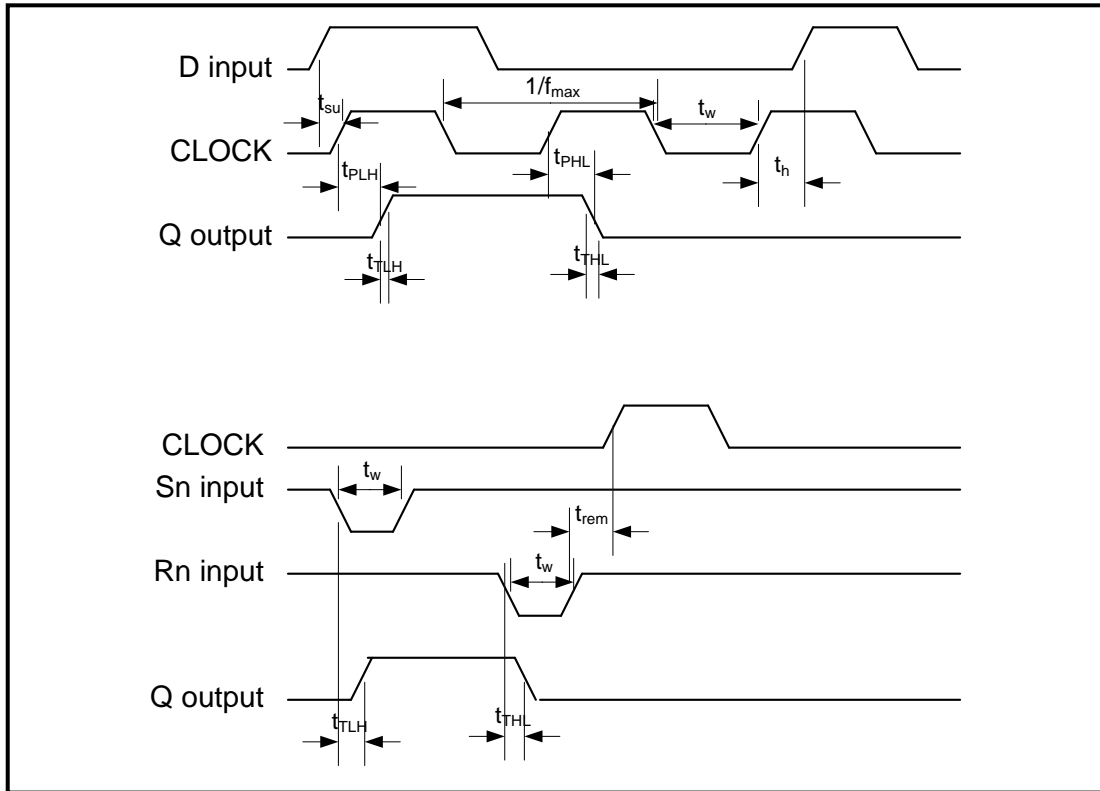 D input
1/fmax
tsu
tw
CLOCK
tPLH
tPHL
th
Q output
tTLH
tTHL
CLOCK
tw
Sn input
trem
Rn input
tw
Q output
tTLH
tTHL